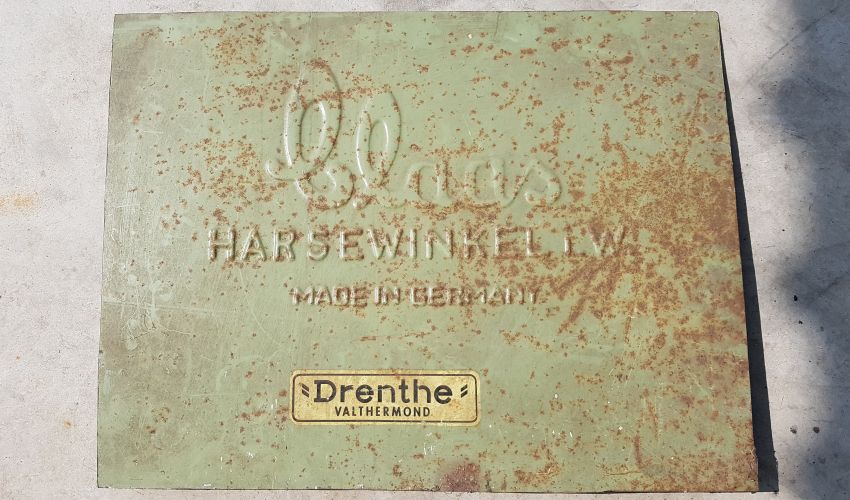 Claas
HARSEWINKEL i.W.
MADE IN GERMANY
Drenthe
VALTHERMOND